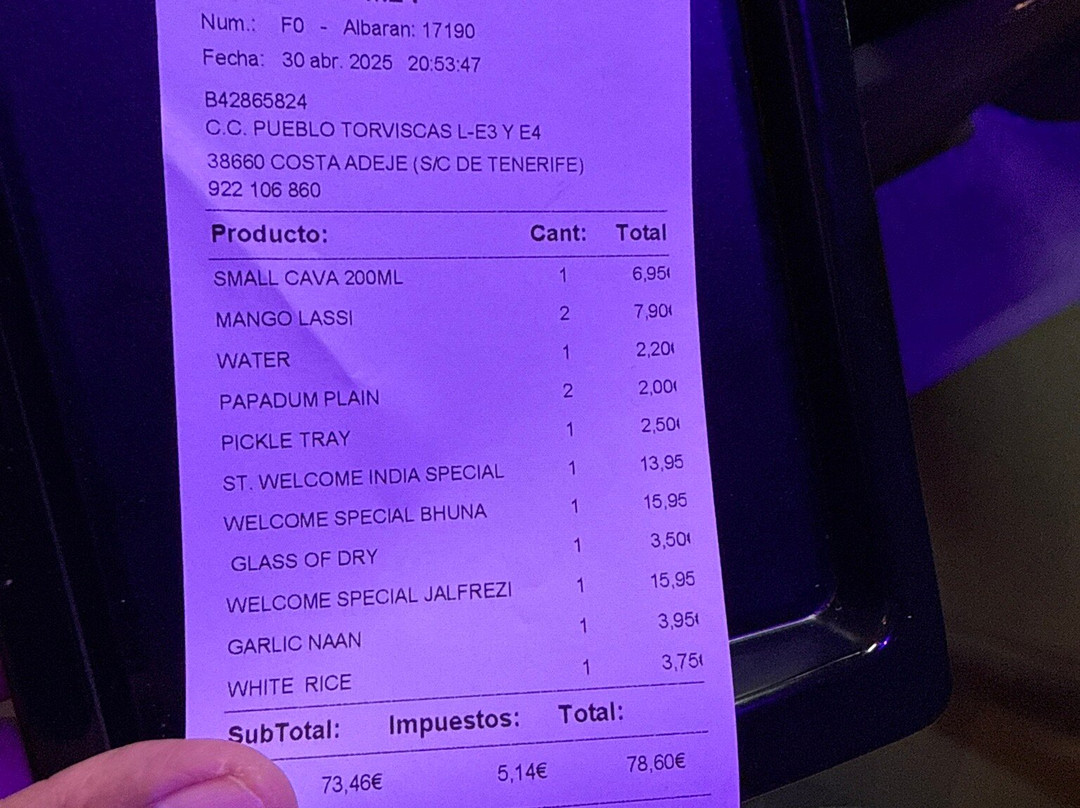 Num.: F0 - Albaran: 17190
Fecha: 30 abr. 2025 20:53:47
B42865824
C.C. PUEBLO TORVISCAS L-E3 Y E4
38660 COSTA ADEJE (S/C DE TENERIFE)
922 106 860
Producto: Cant: Total
SMALL CAVA 200ML 1 6,95€
MANGO LASSI 2 7,90€
WATER 1 2,20€
PAPADUM PLAIN 2 2,00€
PICKLE TRAY 1 2,50€
ST. WELCOME INDIA SPECIAL 1 13,95
WELCOME SPECIAL BHUNA 1 15,95
GLASS OF DRY 1 3,50€
WELCOME SPECIAL JALFREZI 1 15,95
GARLIC NAAN 1 3,95€
WHITE RICE 1 3,75€
SubTotal: Impuestos: Total:
73,46€ 5,14€ 78,60€